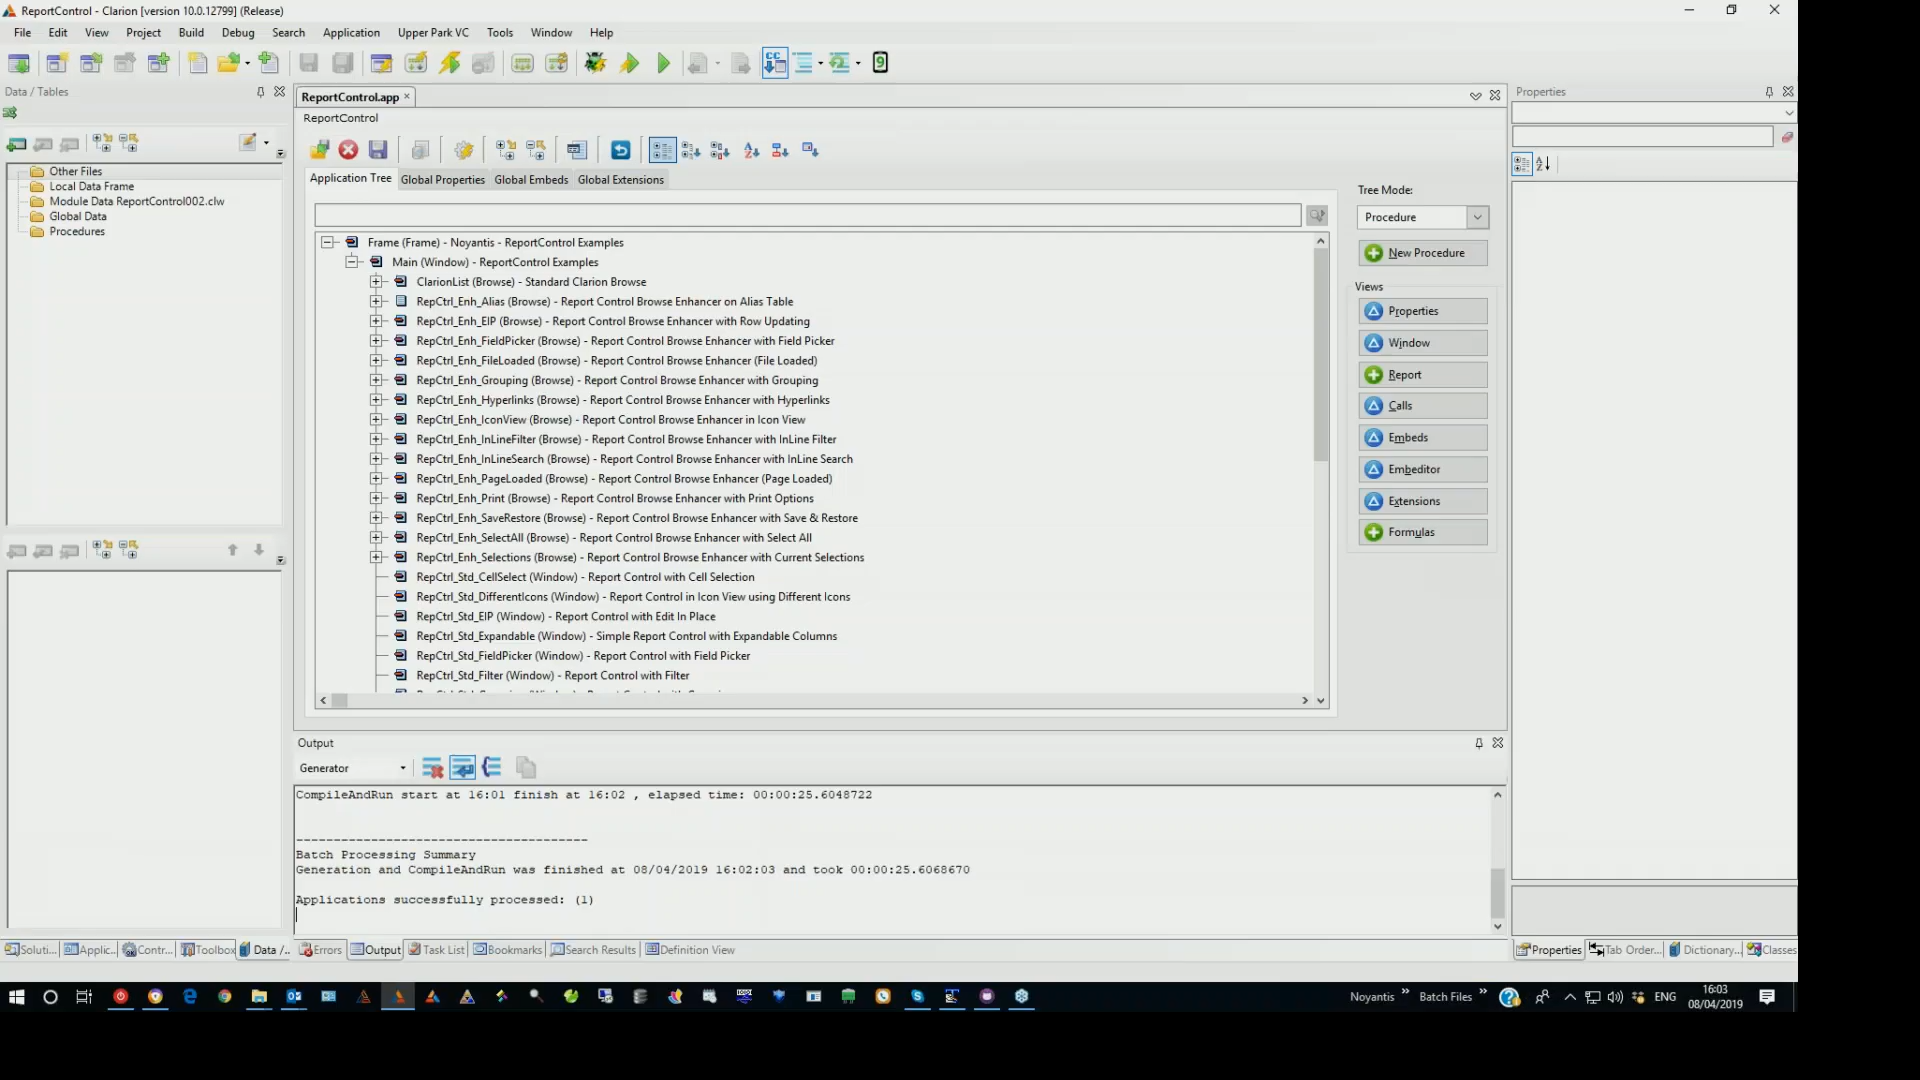 ReportControl - Clarion [version 10.0.12799] (Release)
File Edit View Project Build Debug Search Application Upper Park VC Tools Window Help
Data / Tables
Other Files
Local Data Frame
Module Data ReportControl002.clw
Global Data
Procedures
ReportControl.app
ReportControl
Application Tree Global Properties Global Embeds Global Extensions
Frame (Frame) - Noyantis - ReportControl Examples
Main (Window) - ReportControl Examples
ClarionList (Browse) - Standard Clarion Browse
RepCtrl_Enh_Alias (Browse) - Report Control Browse Enhancer on Alias Table
RepCtrl_Enh_EIP (Browse) - Report Control Browse Enhancer with Row Updating
RepCtrl_Enh_FieldPicker (Browse) - Report Control Browse Enhancer with Field Picker
RepCtrl_Enh_FileLoaded (Browse) - Report Control Browse Enhancer (File Loaded)
RepCtrl_Enh_Grouping (Browse) - Report Control Browse Enhancer with Grouping
RepCtrl_Enh_Hyperlinks (Browse) - Report Control Browse Enhancer with Hyperlinks
RepCtrl_Enh_IconView (Browse) - Report Control Browse Enhancer in Icon View
RepCtrl_Enh_InLineFilter (Browse) - Report Control Browse Enhancer with InLine Filter
RepCtrl_Enh_InLineSearch (Browse) - Report Control Browse Enhancer with InLine Search
RepCtrl_Enh_PageLoaded (Browse) - Report Control Browse Enhancer (Page Loaded)
RepCtrl_Enh_Print (Browse) - Report Control Browse Enhancer with Print Options
RepCtrl_Enh_SaveRestore (Browse) - Report Control Browse Enhancer with Save & Restore
RepCtrl_Enh_SelectAll (Browse) - Report Control Browse Enhancer with Select All
RepCtrl_Enh_Selections (Browse) - Report Control Browse Enhancer with Current Selections
RepCtrl_Std_CellSelect (Window) - Report Control with Cell Selection
RepCtrl_Std_DifferentIcons (Window) - Report Control in Icon View using Different Icons
RepCtrl_Std_EIP (Window) - Report Control with Edit In Place
RepCtrl_Std_Expandable (Window) - Simple Report Control with Expandable Columns
RepCtrl_Std_FieldPicker (Window) - Report Control with Field Picker
RepCtrl_Std_Filter (Window) - Report Control with Filter
Tree Mode:
Procedure
New Procedure
Views
Properties
Window
Report
Calls
Embeds
Embeditor
Extensions
Formulas
Properties
Output
Generator
CompileAndRun start at 16:01 finish at 16:02 , elapsed time: 00:00:25.6048722
---------------------------------------
Batch Processing Summary
Generation and CompileAndRun was finished at 08/04/2019 16:02:03 and took 00:00:25.6068670
Applications successfully processed: (1)
Soluti... Applic... Contr... Toolbox Data /... Errors Output Task List Bookmarks Search Results Definition View Properties Tab Order... Dictionary... Classes
Noyantis » Batch Files » ENG 16:03
08/04/2019